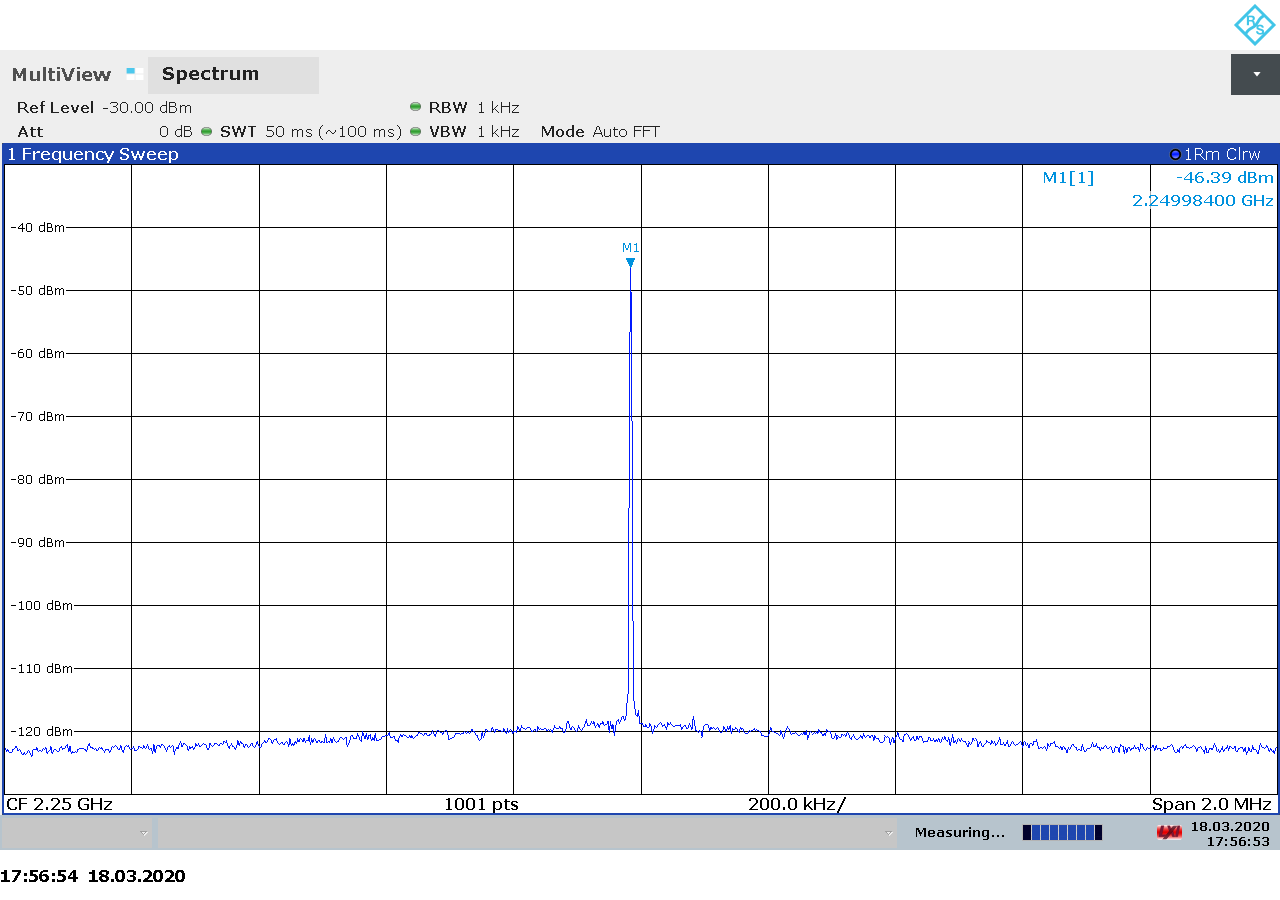 R/S
MultiView Spectrum
Ref Level -30.00 dBm RBW 1 kHz
Att 0 dB SWT 50 ms (~100 ms) VBW 1 kHz Mode Auto FFT
1 Frequency Sweep 1Rm Clrw
M1[1] -46.39 dBm
2.24998400 GHz
-40 dBm
M1
-50 dBm
-60 dBm
-70 dBm
-80 dBm
-90 dBm
-100 dBm
-110 dBm
-120 dBm
CF 2.25 GHz 1001 pts 200.0 kHz/ Span 2.0 MHz
Measuring... LXI 18.03.2020
17:56:53
17:56:54 18.03.2020